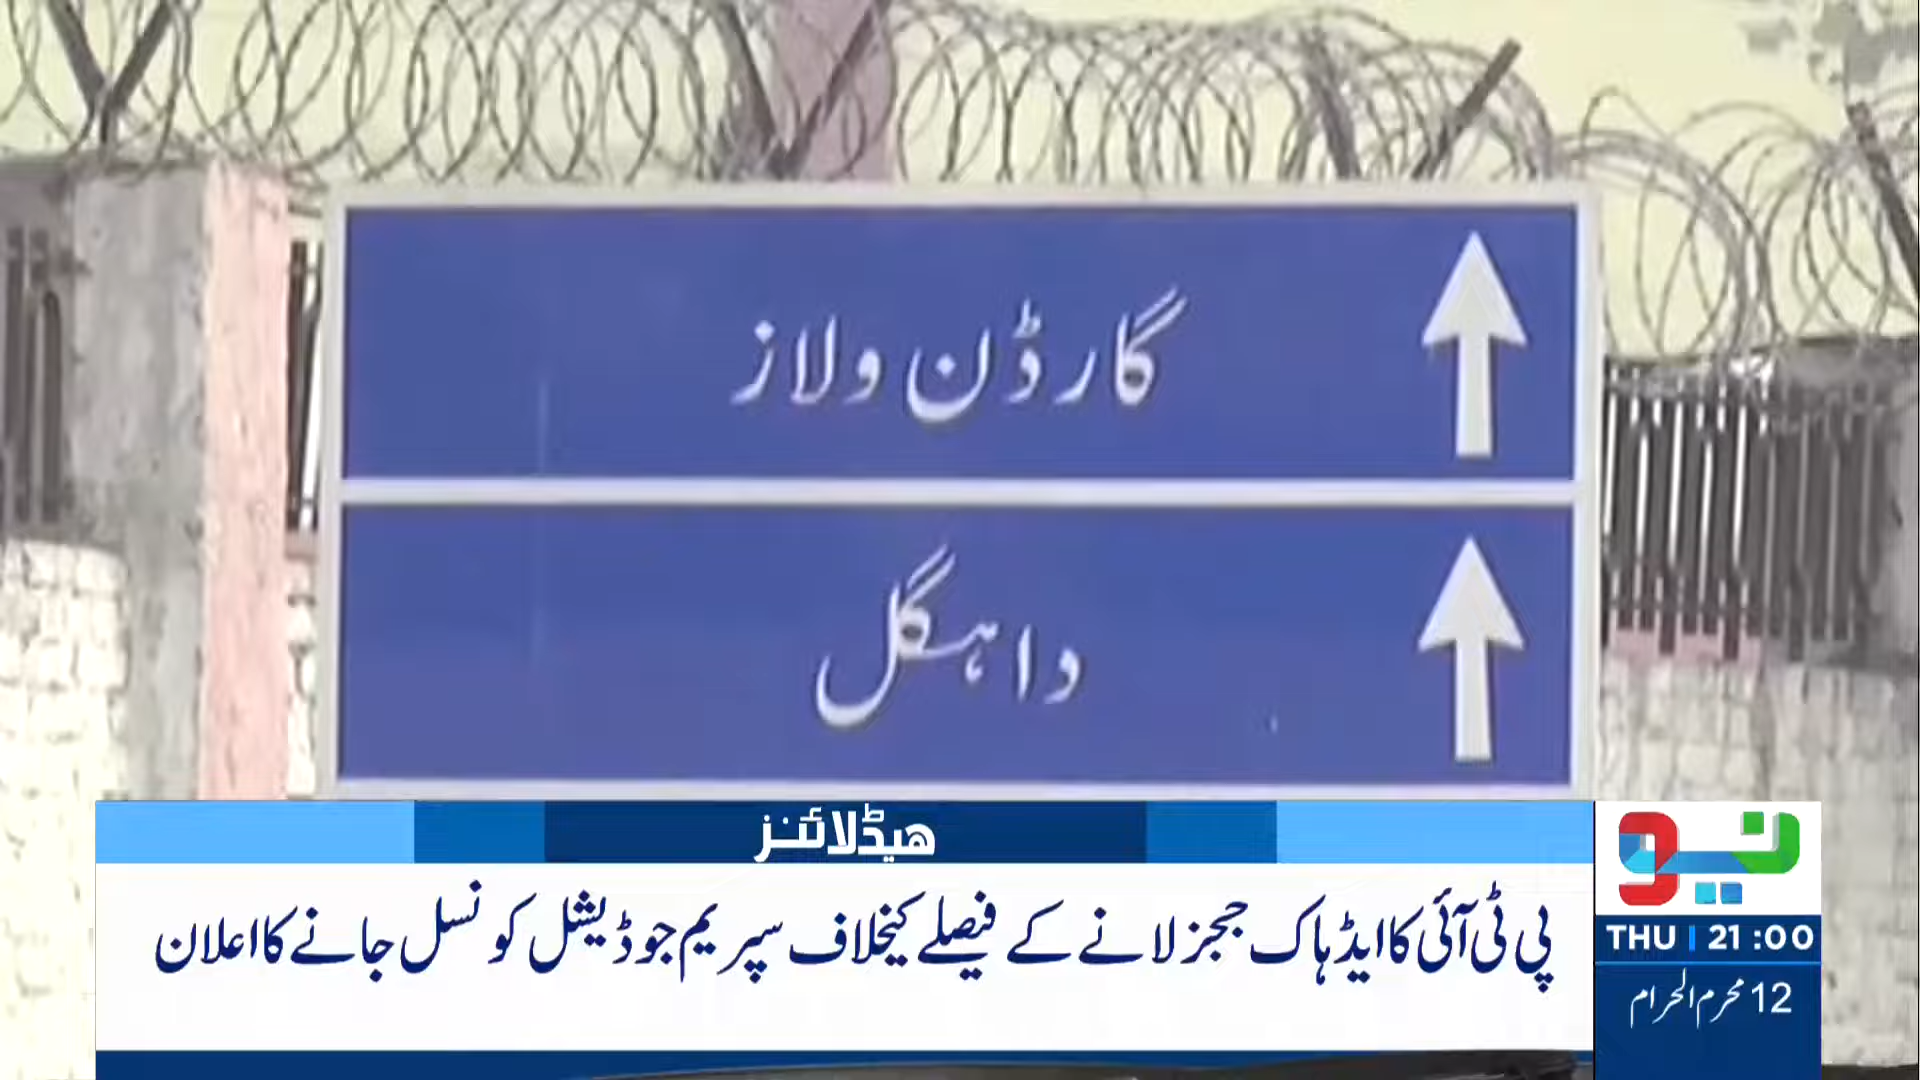 گارڈن ولاز
داہگل
ھیڈلائنز
پی ٹی آئی کا ایڈہاک ججز لانے کے فیصلے کیخلاف سپریم جوڈیشل کونسل جانے کا اعلان
نیو
THU | 21:00
12 محرم الحرام